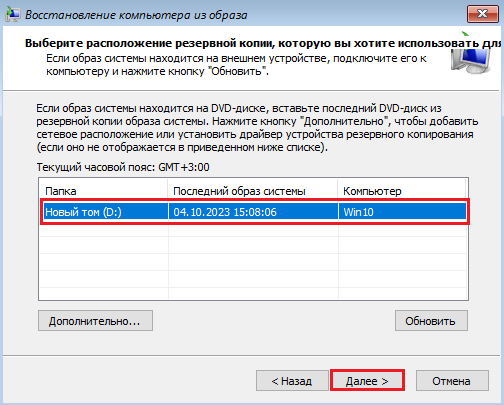 Восстановление компьютера из образа
Выберите расположение резервной копии, которую вы хотите использовать для
Если образ системы находится на внешнем устройстве, подключите его к
компьютеру и нажмите кнопку "Обновить".
Если образ системы находится на DVD-диске, вставьте последний DVD-диск из
резервной копии образа системы. Нажмите кнопку "Дополнительно", чтобы добавить
сетевое расположение или установить драйвер устройства резервного копирования
(если оно не отображается в приведенном ниже списке).
Текущий часовой пояс: GMT+3:00
Папка Последний образ системы Компьютер
Новый том (D:) 04.10.2023 15:08:06 Win10
Дополнительно... Обновить
< Назад Далее > Отмена